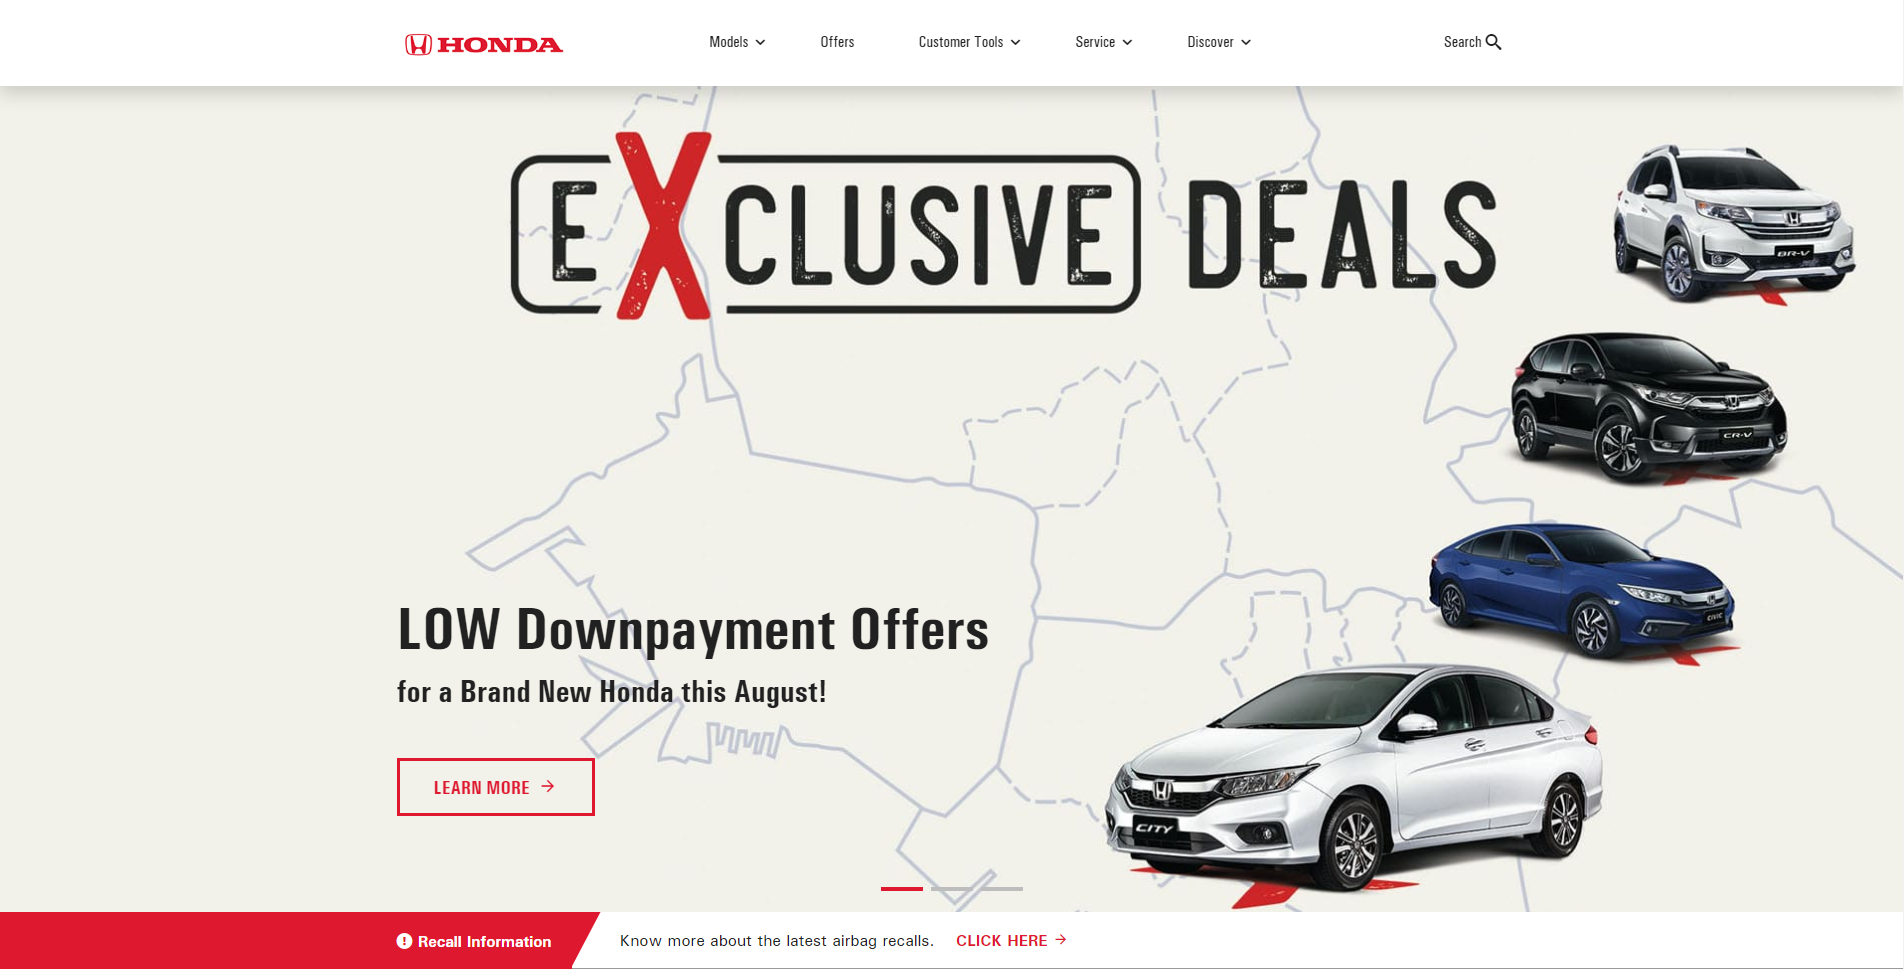 HONDA
Models
Offers
Customer Tools
Service
Discover
Search
EXCLUSIVE DEALS
BR-V
CR-V
CIVIC
LOW Downpayment Offers
for a Brand New Honda this August!
LEARN MORE
CITY
Recall Information
Know more about the latest airbag recalls. CLICK HERE